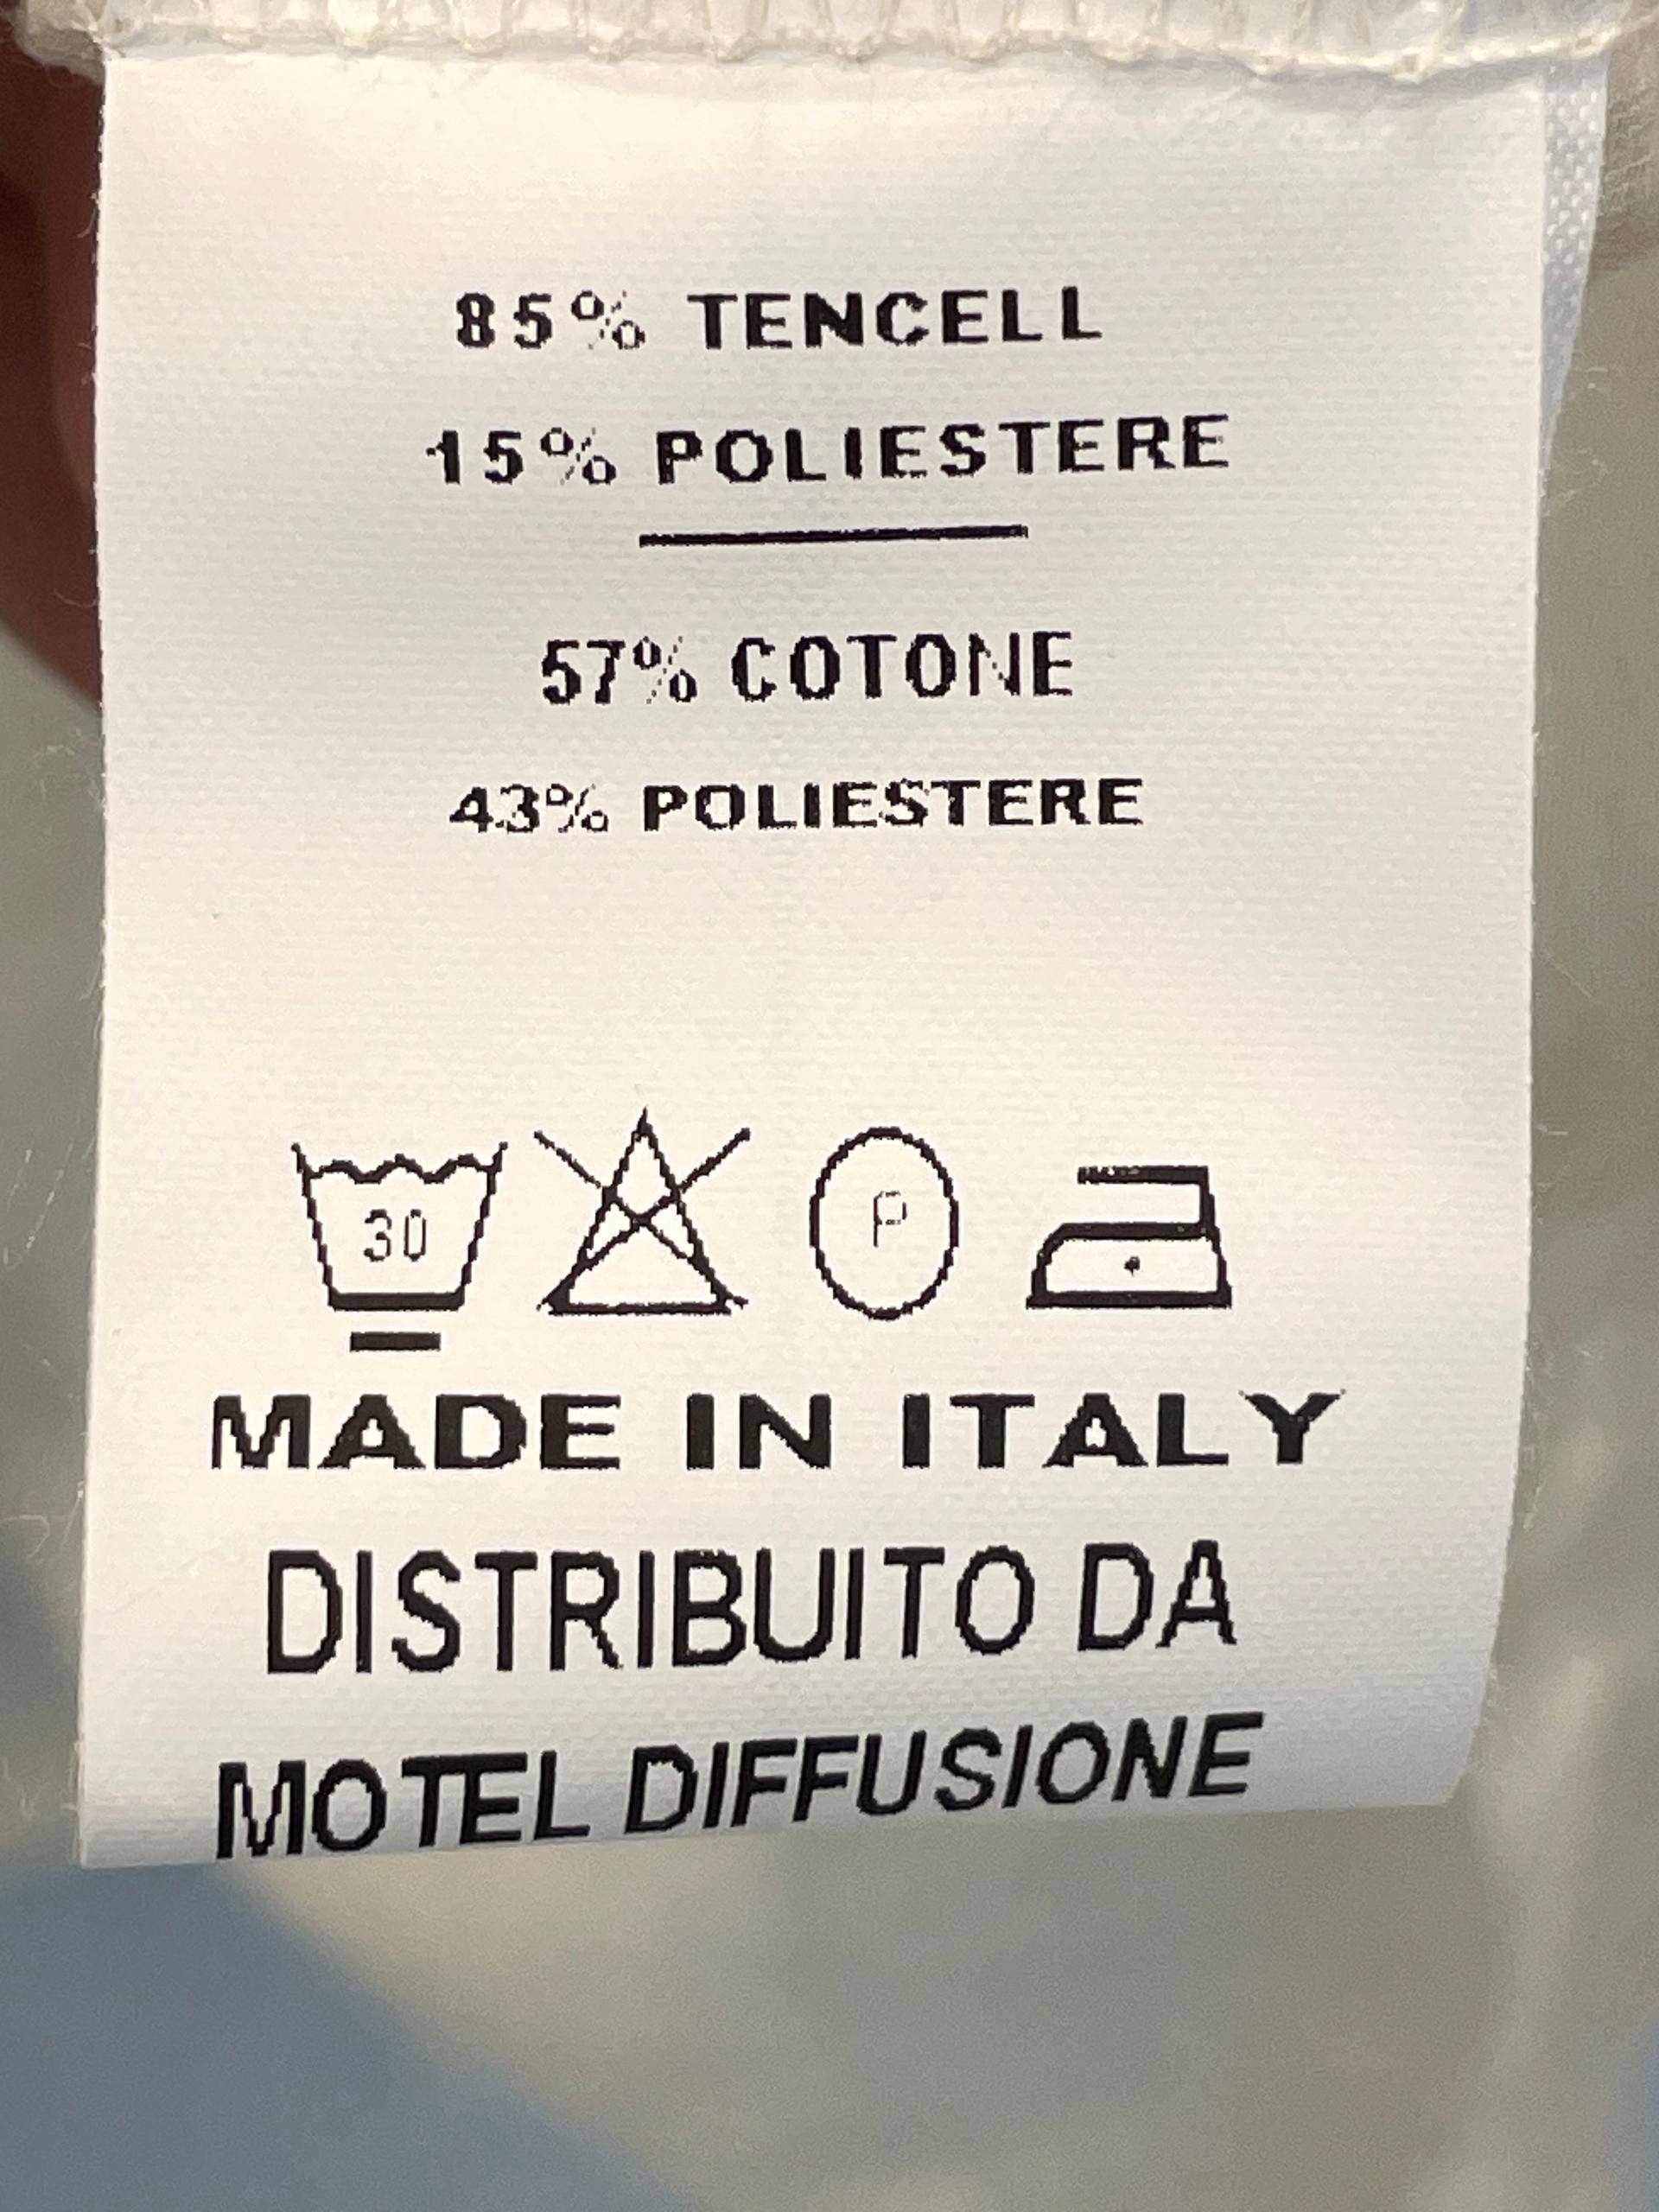 85% TENCELL
15% POLIESTERE
57% COTONE
43% POLIESTERE
30
P
MADE IN ITALY
DISTRIBUITO DA
MOTEL DIFFUSIONE